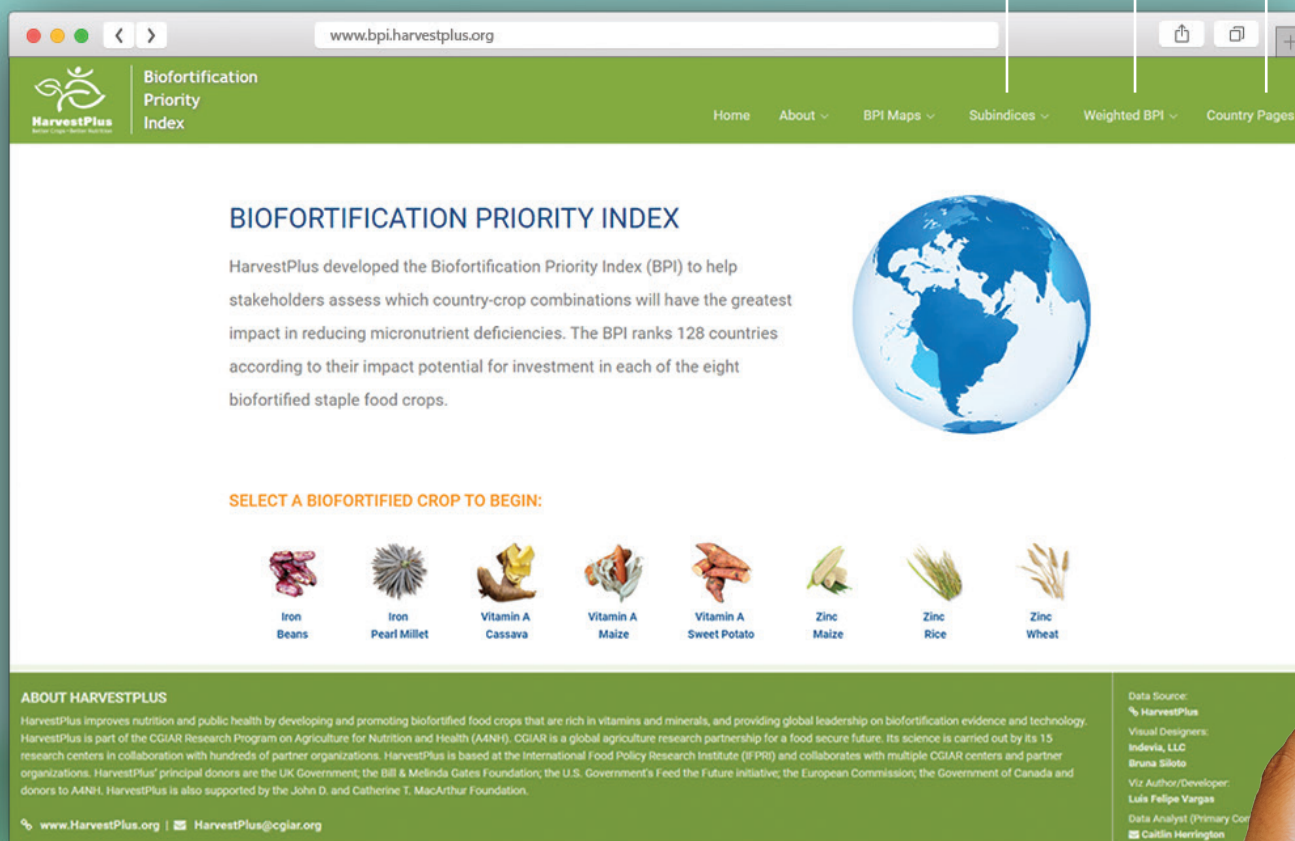 www.bpi.harvestplus.org
HarvestPlus
Better Crops • Better Nutrition
Biofortification
Priority
Index
Home About BPI Maps Subindices Weighted BPI Country Pages
BIOFORTIFICATION PRIORITY INDEX
HarvestPlus developed the Biofortification Priority Index (BPI) to help
stakeholders assess which country-crop combinations will have the greatest
impact in reducing micronutrient deficiencies. The BPI ranks 128 countries
according to their impact potential for investment in each of the eight
biofortified staple food crops.
SELECT A BIOFORTIFIED CROP TO BEGIN:
Iron
Beans
Iron
Pearl Millet
Vitamin A
Cassava
Vitamin A
Maize
Vitamin A
Sweet Potato
Zinc
Maize
Zinc
Rice
Zinc
Wheat
ABOUT HARVESTPLUS
HarvestPlus improves nutrition and public health by developing and promoting biofortified food crops that are rich in vitamins and minerals, and providing global leadership on biofortification evidence and technology.
HarvestPlus is part of the CGIAR Research Program on Agriculture for Nutrition and Health (A4NH). CGIAR is a global agriculture research partnership for a food secure future. Its science is carried out by its 15
research centers in collaboration with hundreds of partner organizations. HarvestPlus is based at the International Food Policy Research Institute (IFPRI) and collaborates with multiple CGIAR centers and partner
organizations. HarvestPlus' principal donors are the UK Government; the Bill & Melinda Gates Foundation; the U.S. Government's Feed the Future initiative; the European Commission; the Government of Canada and
donors to A4NH. HarvestPlus is also supported by the John D. and Catherine T. MacArthur Foundation.
www.HarvestPlus.org | HarvestPlus@cgiar.org
Data Source:
HarvestPlus
Visual Designers:
Indevia, LLC
Bruna Siloto
Viz Author/Developer:
Luis Felipe Vargas
Data Analyst (Primary
Caitlin Herrington